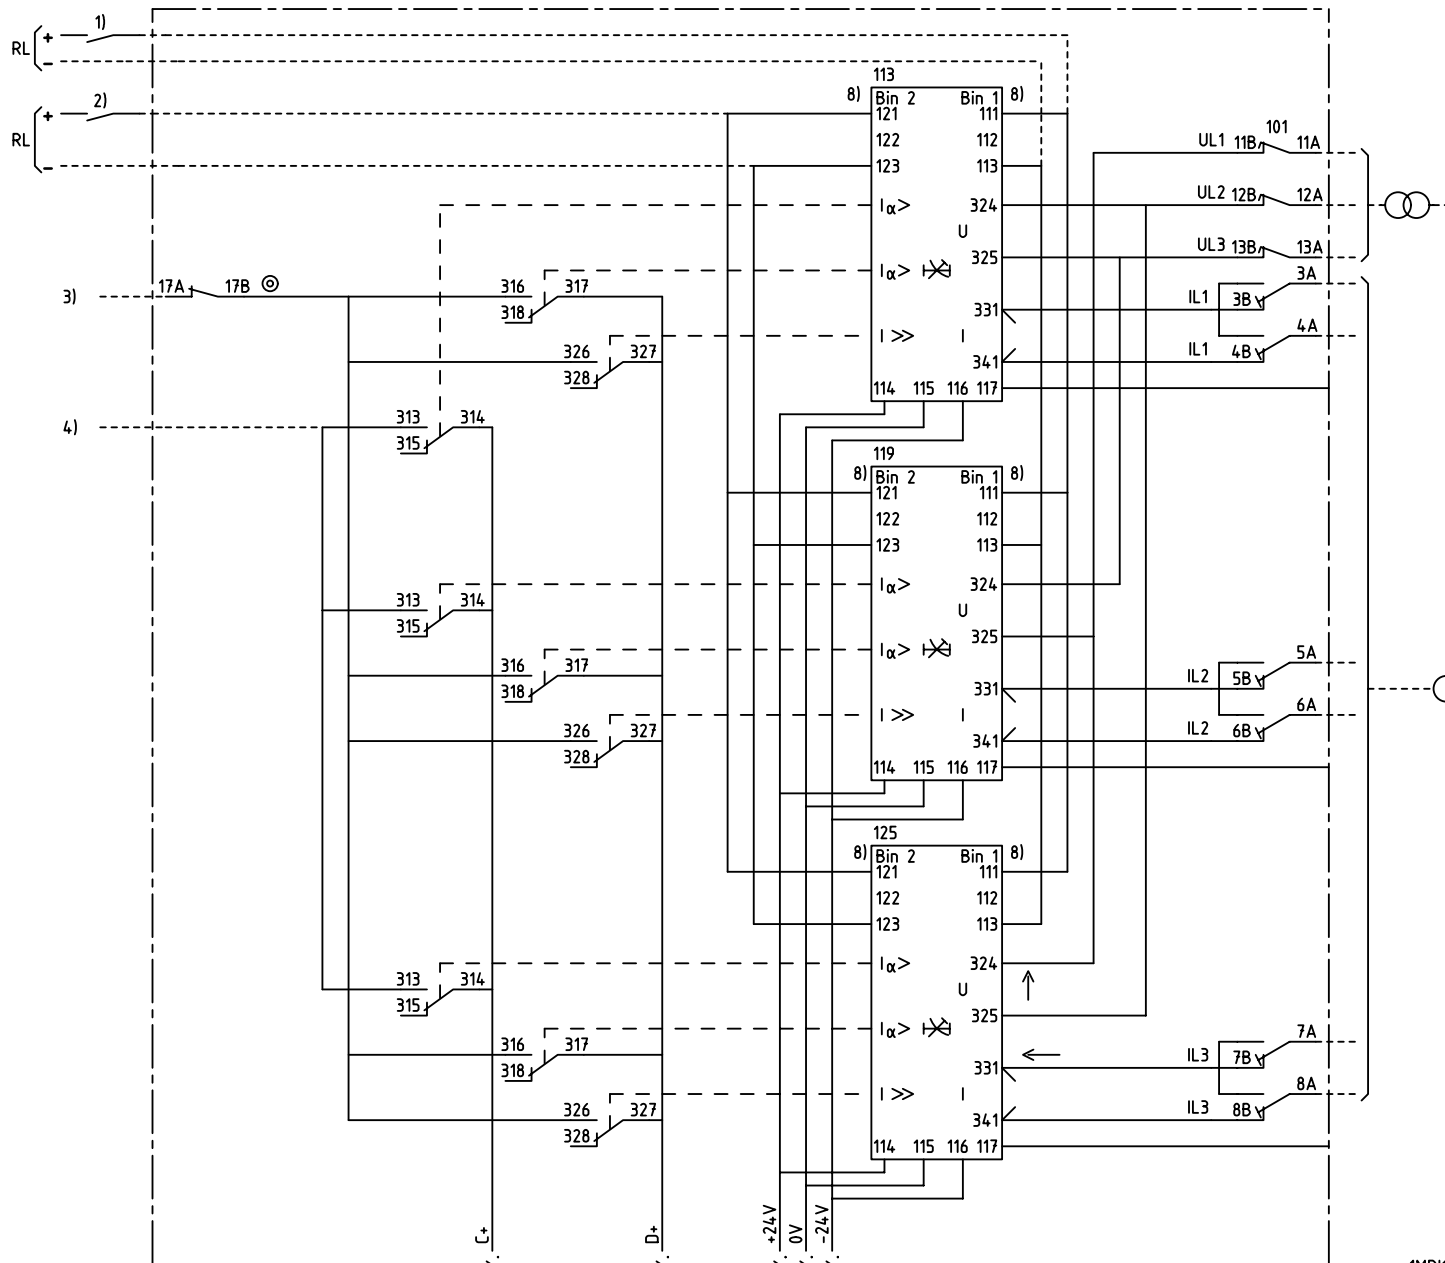 1)
RL + -
2)
RL + -
3)
17A 17B
4)
316 317
318
326 327
328
313 314
315
313 314
315
316 317
318
326 327
328
313 314
315
316 317
318
326 327
328
C+
D+
+24V
0V
-24V
113
8) Bin 2 Bin 1 8)
121 111
122 112
123 113
Iα> 324
U
Iα> 325
331
I>> I
341
114 115 116 117
119
8) Bin 2 Bin 1 8)
121 111
122 112
123 113
Iα> 324
U
325
Iα>
331
I>> I
341
114 115 116 117
125
8) Bin 2 Bin 1 8)
121 111
122 112
123 113
Iα> 324
U
325
Iα>
331
I>> I
341
114 115 116 117
101
UL1 11B 11A
UL2 12B 12A
UL3 13B 13A
3A
IL1 3B
4A
IL1 4B
5A
IL2 5B
6A
IL2 6B
7A
IL3 7B
8A
IL3 8B